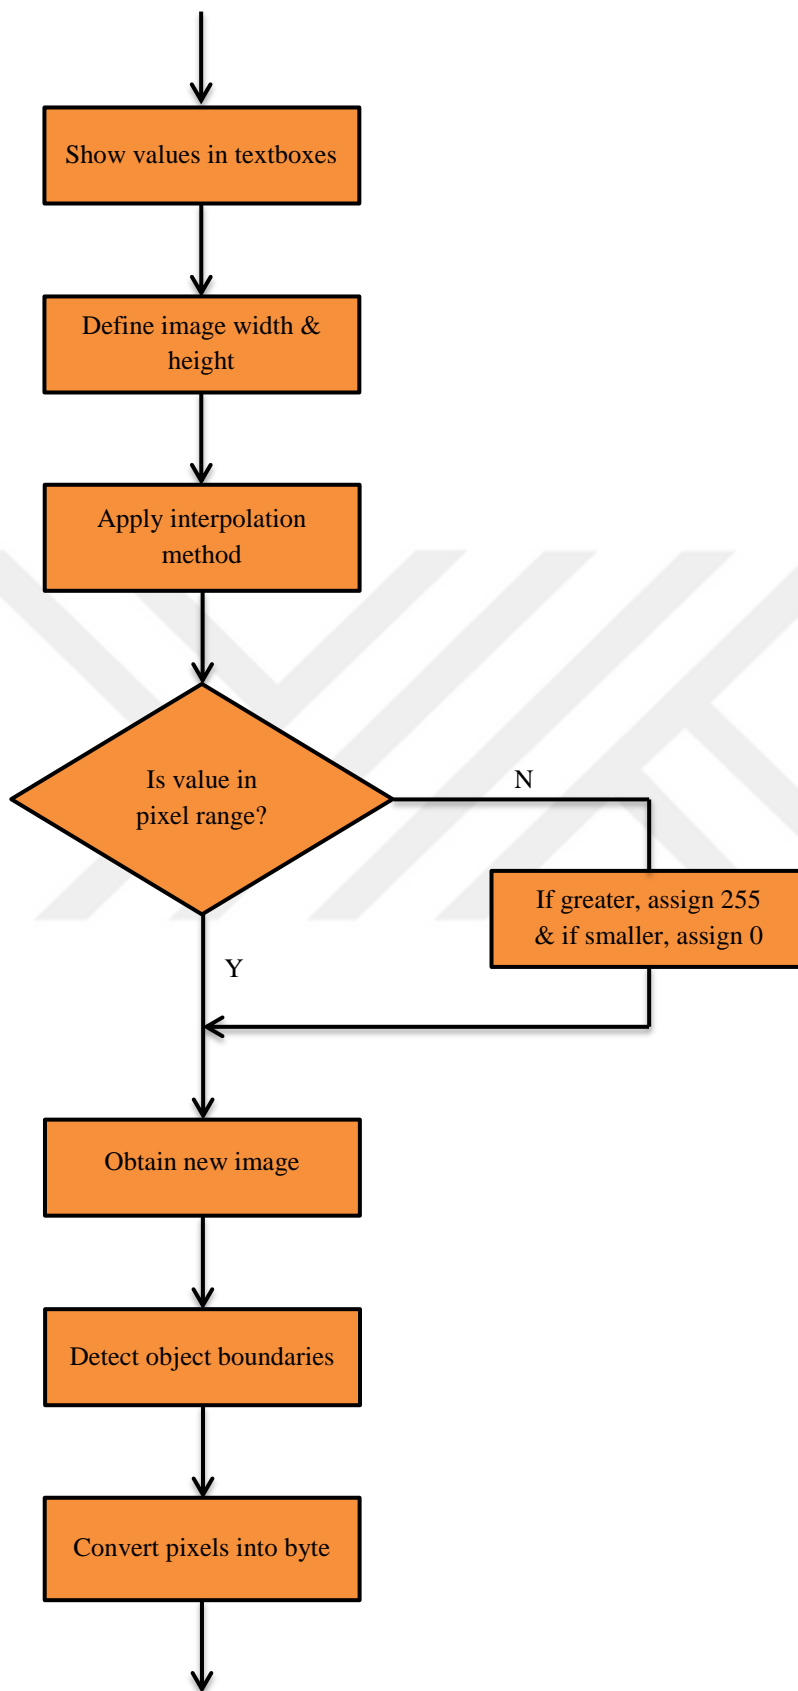 Show values in textboxes
Define image width &
height
Apply interpolation
method
Is value in
pixel range?
N
If greater, assign 255
& if smaller, assign 0
Y
Obtain new image
Detect object boundaries
Convert pixels into byte